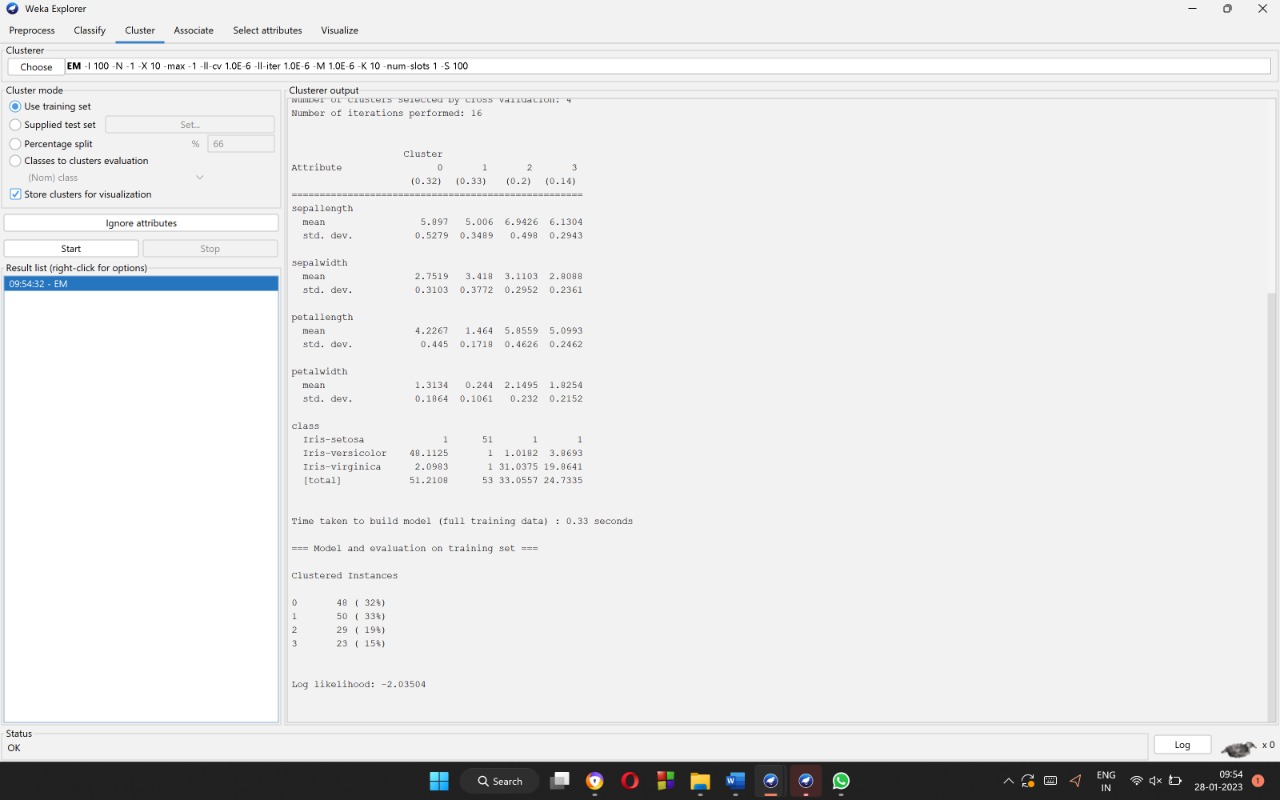 Weka Explorer
Preprocess Classify Cluster Associate Select attributes Visualize
Clusterer
Choose EM -I 100 -N -1 -X 10 -max -1 -ll-cv 1.0E-6 -ll-iter 1.0E-6 -M 1.0E-6 -K 10 -num-slots 1 -S 100
Cluster mode
Use training set
Supplied test set Set...
Percentage split % 66
Classes to clusters evaluation
(Nom) class
Store clusters for visualization
Ignore attributes
Start Stop
Result list (right-click for options)
09:54:32 - EM
Clusterer output
Number of clusters selected by cross validation: 4
Number of iterations performed: 16
Cluster
Attribute 0 1 2 3
(0.32) (0.33) (0.2) (0.14)
======================================================
sepallength
mean 5.897 5.006 6.9426 6.1304
std. dev. 0.5279 0.3489 0.498 0.2943
sepalwidth
mean 2.7519 3.418 3.1103 2.8088
std. dev. 0.3103 0.3772 0.2952 0.2361
petallength
mean 4.2267 1.464 5.8559 5.0993
std. dev. 0.445 0.1718 0.4626 0.2462
petalwidth
mean 1.3134 0.244 2.1495 1.8254
std. dev. 0.1864 0.1061 0.232 0.2152
class
Iris-setosa 1 51 1 1
Iris-versicolor 48.1125 1 1.0182 3.8693
Iris-virginica 2.0983 1 31.0375 19.8641
[total] 51.2108 53 33.0557 24.7335
Time taken to build model (full training data) : 0.33 seconds
=== Model and evaluation on training set ===
Clustered Instances
0 48 ( 32%)
1 50 ( 33%)
2 29 ( 19%)
3 23 ( 15%)
Log likelihood: -2.03504
Status
OK
Log x 0
Search
ENG
IN
09:54
28-01-2023
1